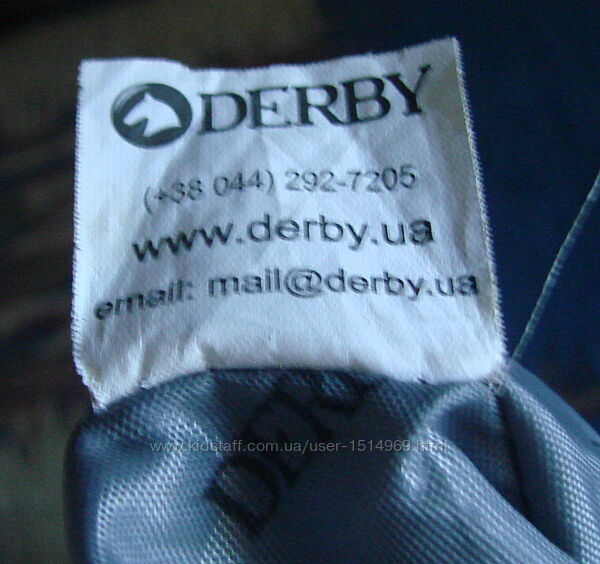 DERBY
(+38 044) 292-7205
www.derby.ua
email: mail@derby.ua
www.kidstaff.com.ua/user-1514969.html